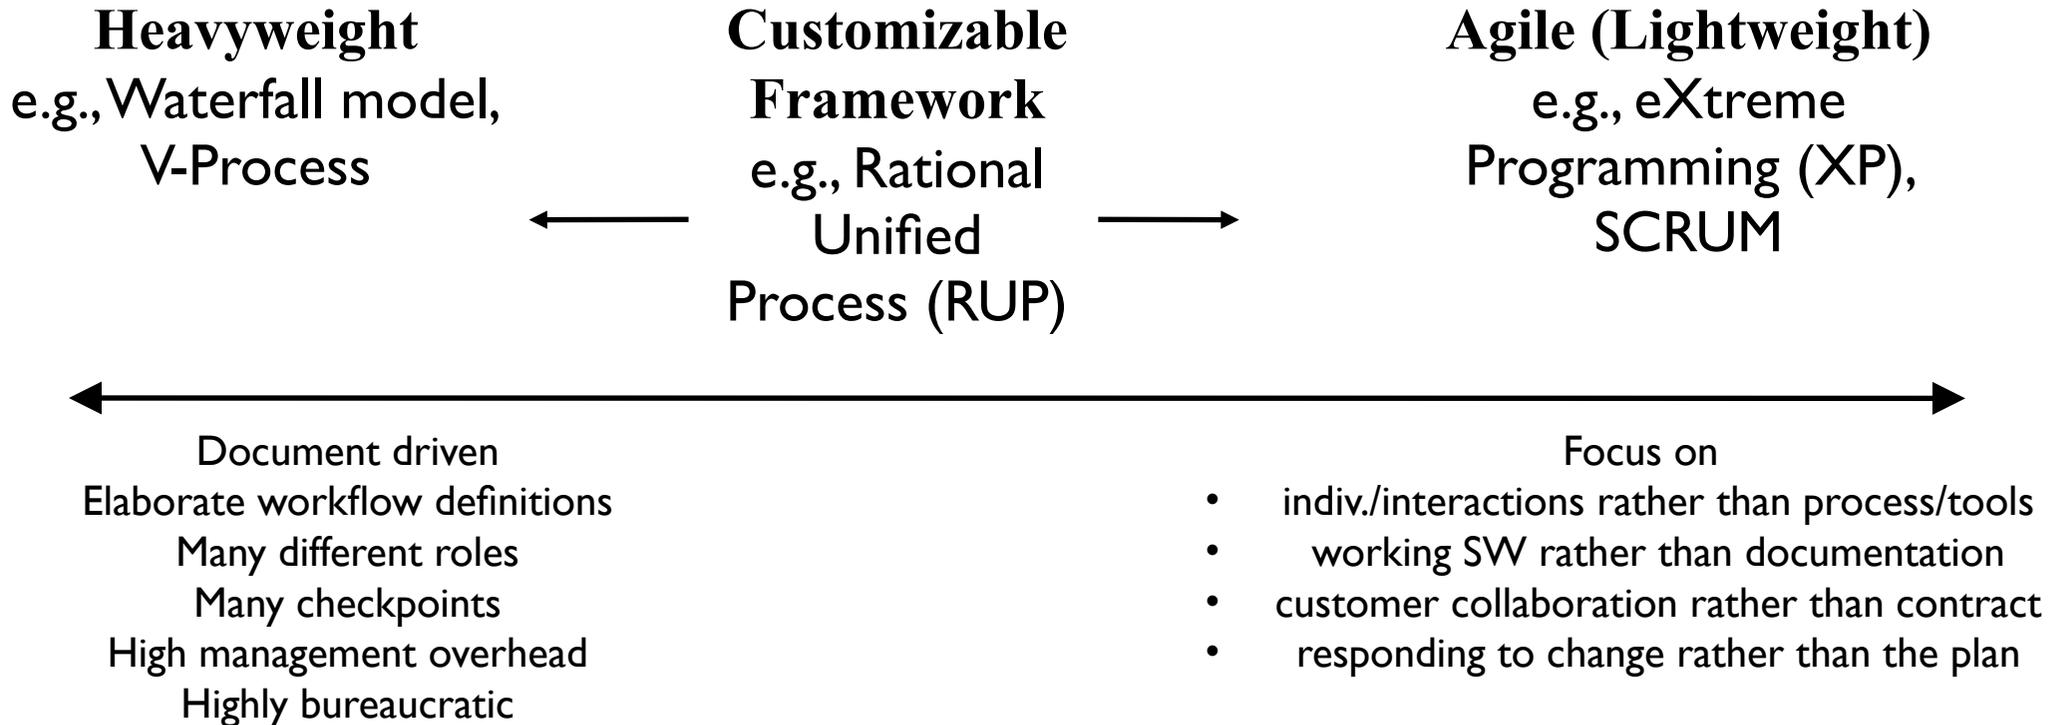 Heavyweight
e.g., Waterfall model,
V-Process
Customizable
Framework
e.g., Rational
Unified
Process (RUP)
Agile (Lightweight)
e.g., eXtreme
Programming (XP),
SCRUM
Document driven
Elaborate workflow definitions
Many different roles
Many checkpoints
High management overhead
Highly bureaucratic
Focus on
• indiv./interactions rather than process/tools
• working SW rather than documentation
• customer collaboration rather than contract
• responding to change rather than the plan